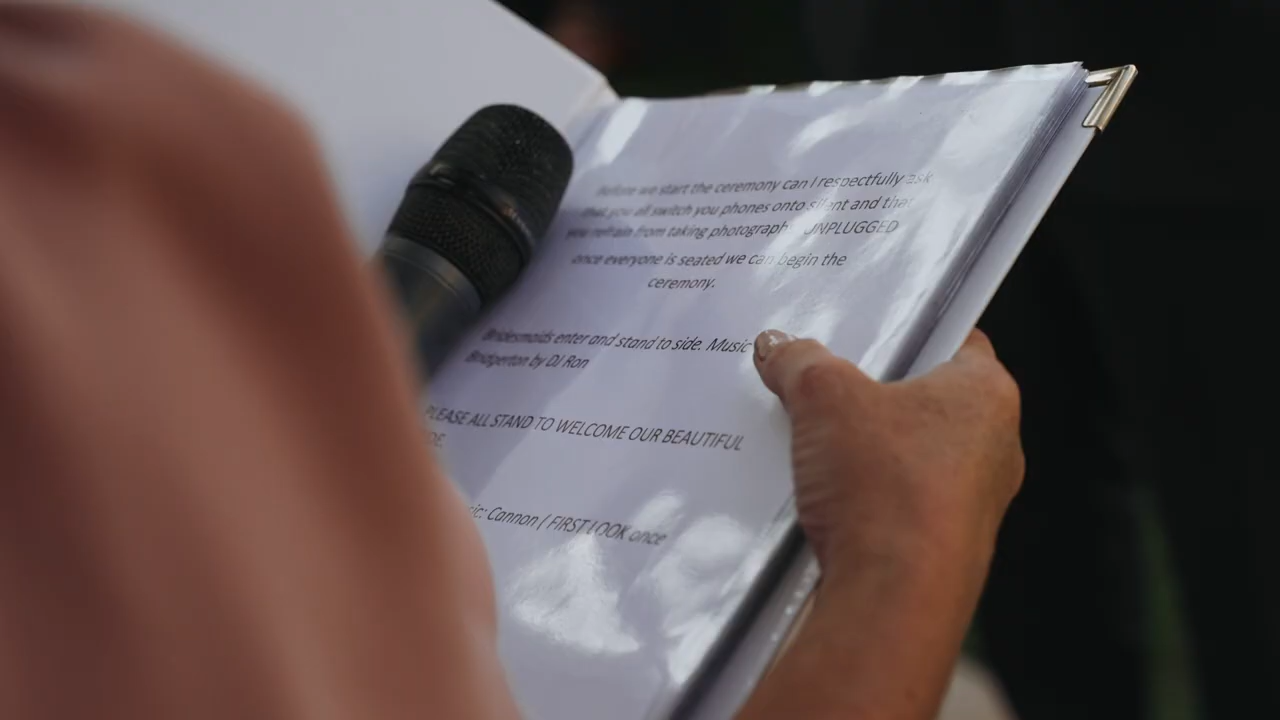 Before we start the ceremony can I respectfully ask
that you all switch you phones onto silent and that
you refrain from taking photographs UNPLUGGED
once everyone is seated we can begin the
ceremony.
Bridesmaids enter and stand to side. Music
Bridgerton by DJ Ron
PLEASE ALL STAND TO WELCOME OUR BEAUTIFUL
Cannon ( FIRST LOOK once